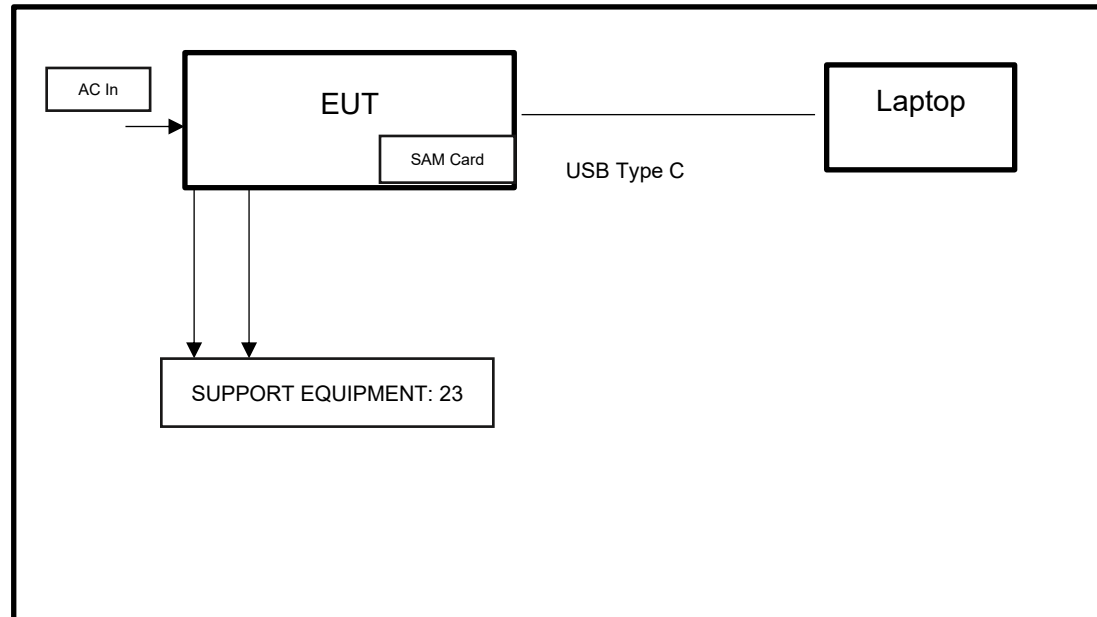 AC In
EUT
Laptop
SAM Card
USB Type C
SUPPORT EQUIPMENT: 23